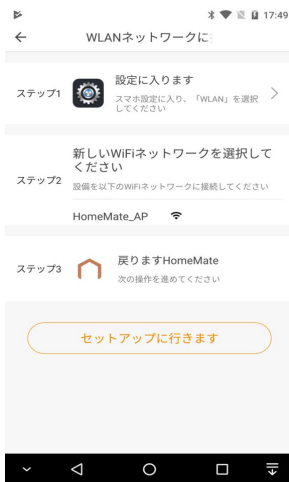 17:49
WLANネットワークに
ステップ1
設定に入ります
スマホ設定に入り、「WLAN」を選択
してください
新しいWiFiネットワークを選択して
ください
ステップ2
設備を以下のWiFiネットワークに接続してください
HomeMate_AP
ステップ3
戻りますHomeMate
次の操作を進めてください
セットアップに行きます